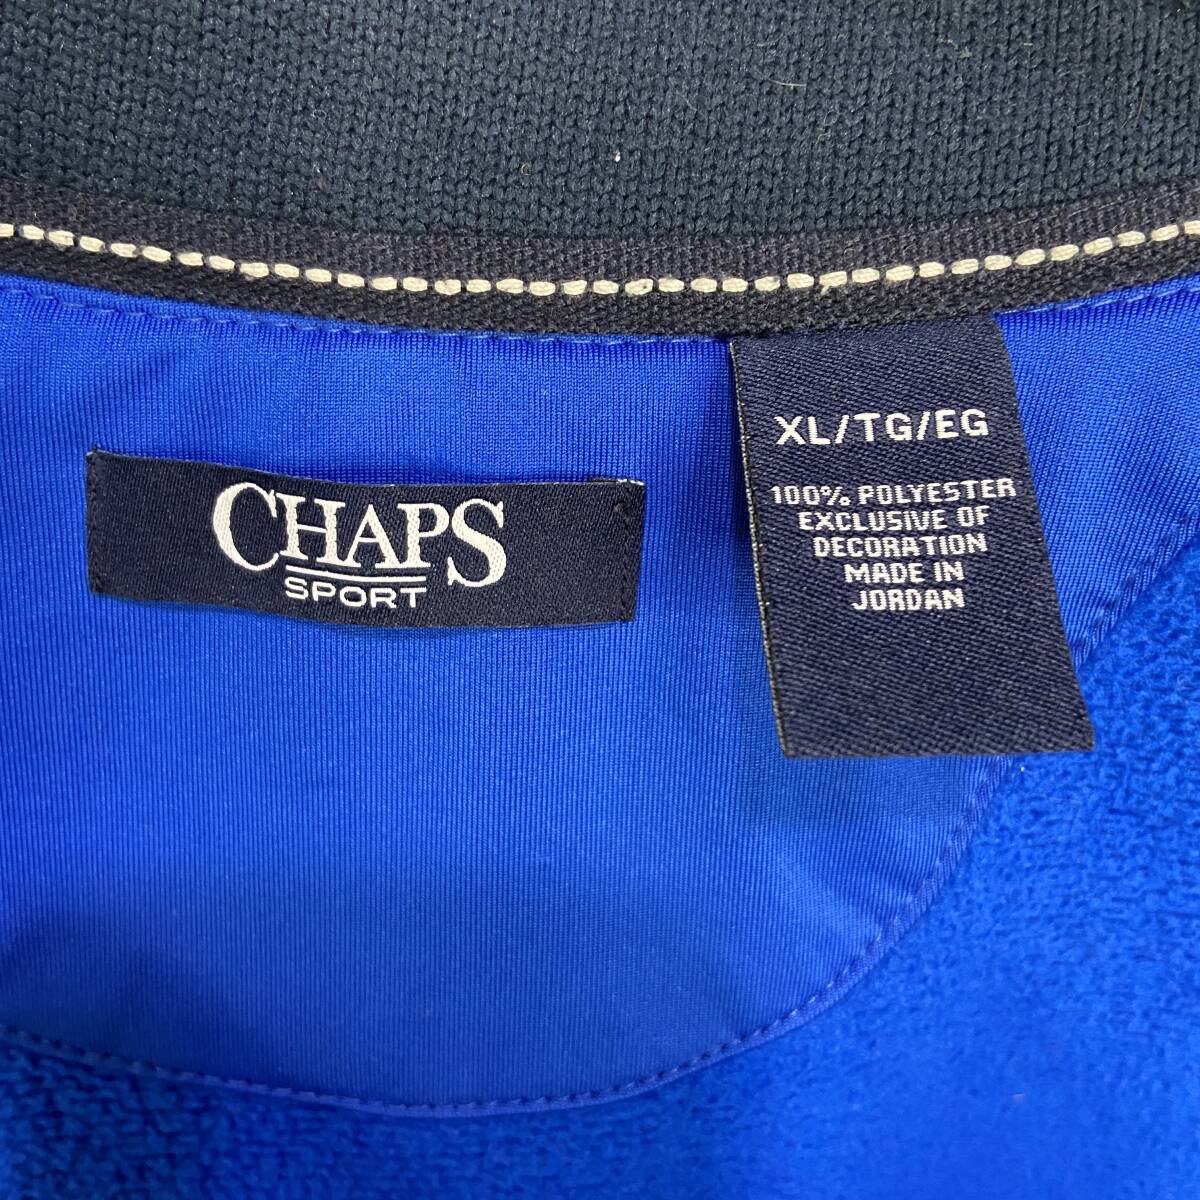 CHAPS
SPORT
XL/TG/EG
100% POLYESTER
EXCLUSIVE OF
DECORATION
MADE IN
JORDAN